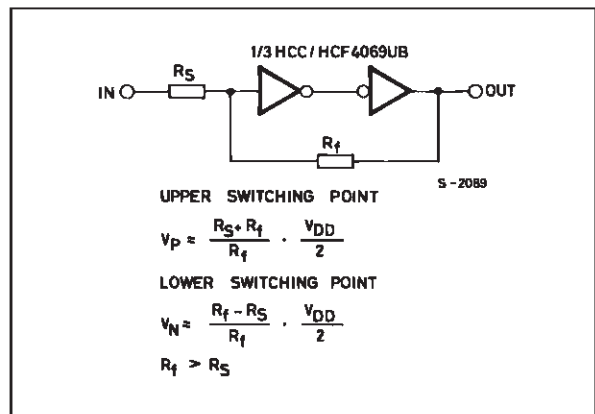 1/3 HCC / HCF4069UB
RS
IN
OUT
Rf
S-2089
UPPER SWITCHING POINT
VP ≈ RS + Rf / Rf · VDD / 2
LOWER SWITCHING POINT
VN ≈ Rf - RS / Rf · VDD / 2
Rf > RS